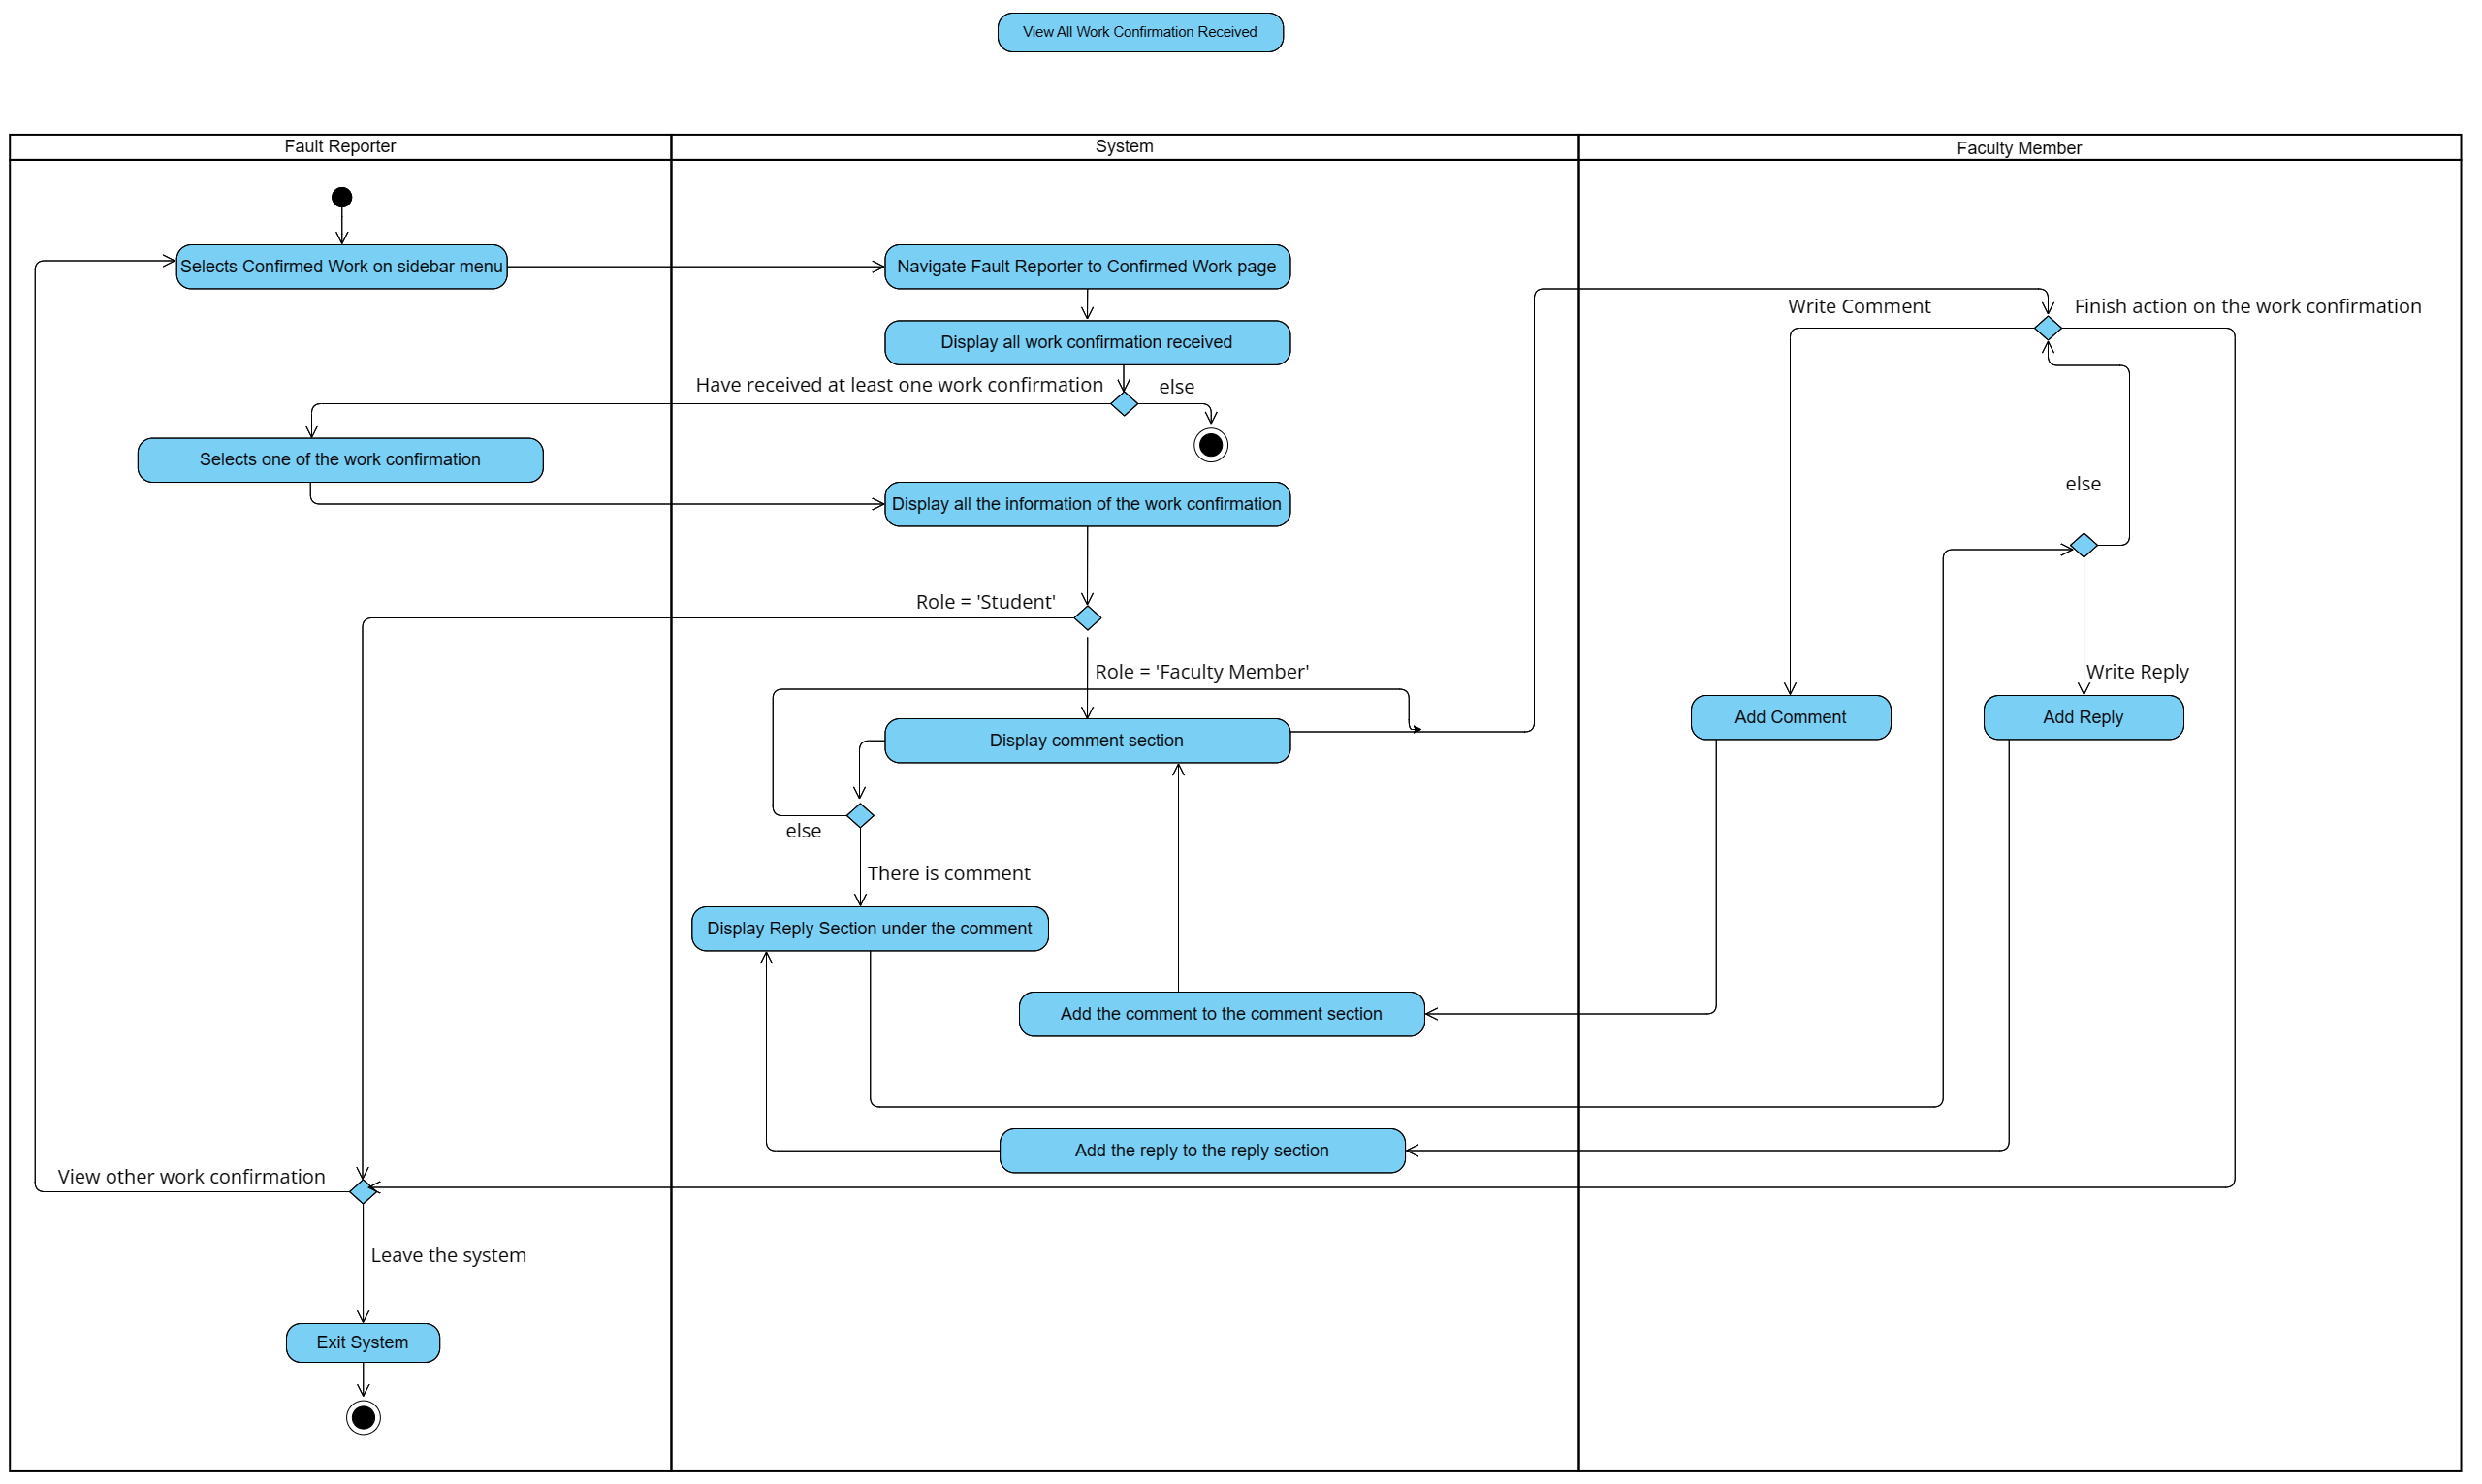 View All Work Confirmation Received
Fault Reporter
System
Faculty Member
Selects Confirmed Work on sidebar menu
Navigate Fault Reporter to Confirmed Work page
Write Comment
Finish action on the work confirmation
Display all work confirmation received
Have received at least one work confirmation
else
Selects one of the work confirmation
else
Display all the information of the work confirmation
Role = 'Student'
Role = 'Faculty Member'
Write Reply
Add Comment
Add Reply
Display comment section
else
There is comment
Display Reply Section under the comment
Add the comment to the comment section
Add the reply to the reply section
View other work confirmation
Leave the system
Exit System